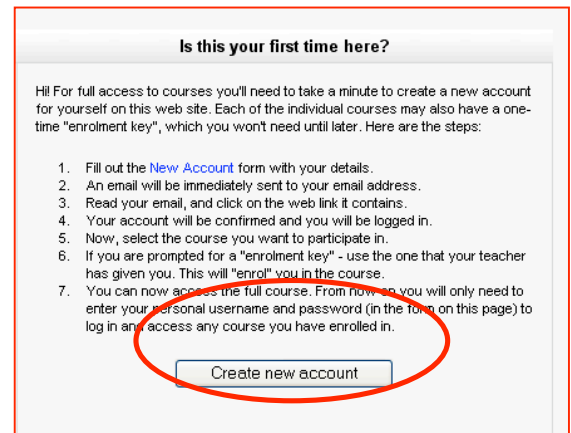 Is this your first time here?
Hi! For full access to courses you'll need to take a minute to create a new account
for yourself on this web site. Each of the individual courses may also have a one-
time "enrolment key", which you won't need until later. Here are the steps:
1. Fill out the New Account form with your details.
2. An email will be immediately sent to your email address.
3. Read your email, and click on the web link it contains.
4. Your account will be confirmed and you will be logged in.
5. Now, select the course you want to participate in.
6. If you are prompted for a "enrolment key" - use the one that your teacher
has given you. This will "enrol" you in the course.
7. You can now access the full course. From now on you will only need to
enter your personal username and password (in the form on this page) to
log in and access any course you have enrolled in.
Create new account